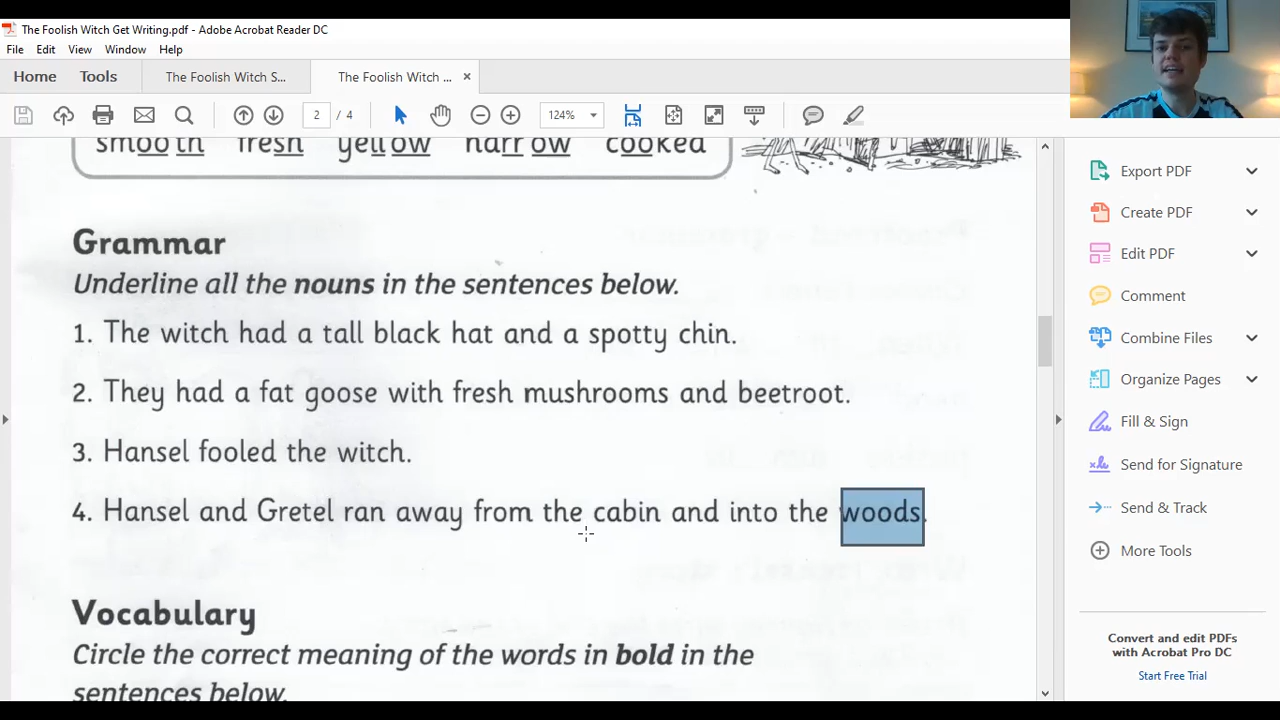 The Foolish Witch Get Writing.pdf - Adobe Acrobat Reader DC
File Edit View Window Help
Home Tools The Foolish Witch S... The Foolish Witch ... ×
2 / 4 124%
smooth fresh yellow narrow cooked
Grammar
Underline all the nouns in the sentences below.
1. The witch had a tall black hat and a spotty chin.
2. They had a fat goose with fresh mushrooms and beetroot.
3. Hansel fooled the witch.
4. Hansel and Gretel ran away from the cabin and into the woods.
Vocabulary
Circle the correct meaning of the words in bold in the
sentences below.
Export PDF
Create PDF
Edit PDF
Comment
Combine Files
Organize Pages
Fill & Sign
Send for Signature
Send & Track
More Tools
Convert and edit PDFs
with Acrobat Pro DC
Start Free Trial